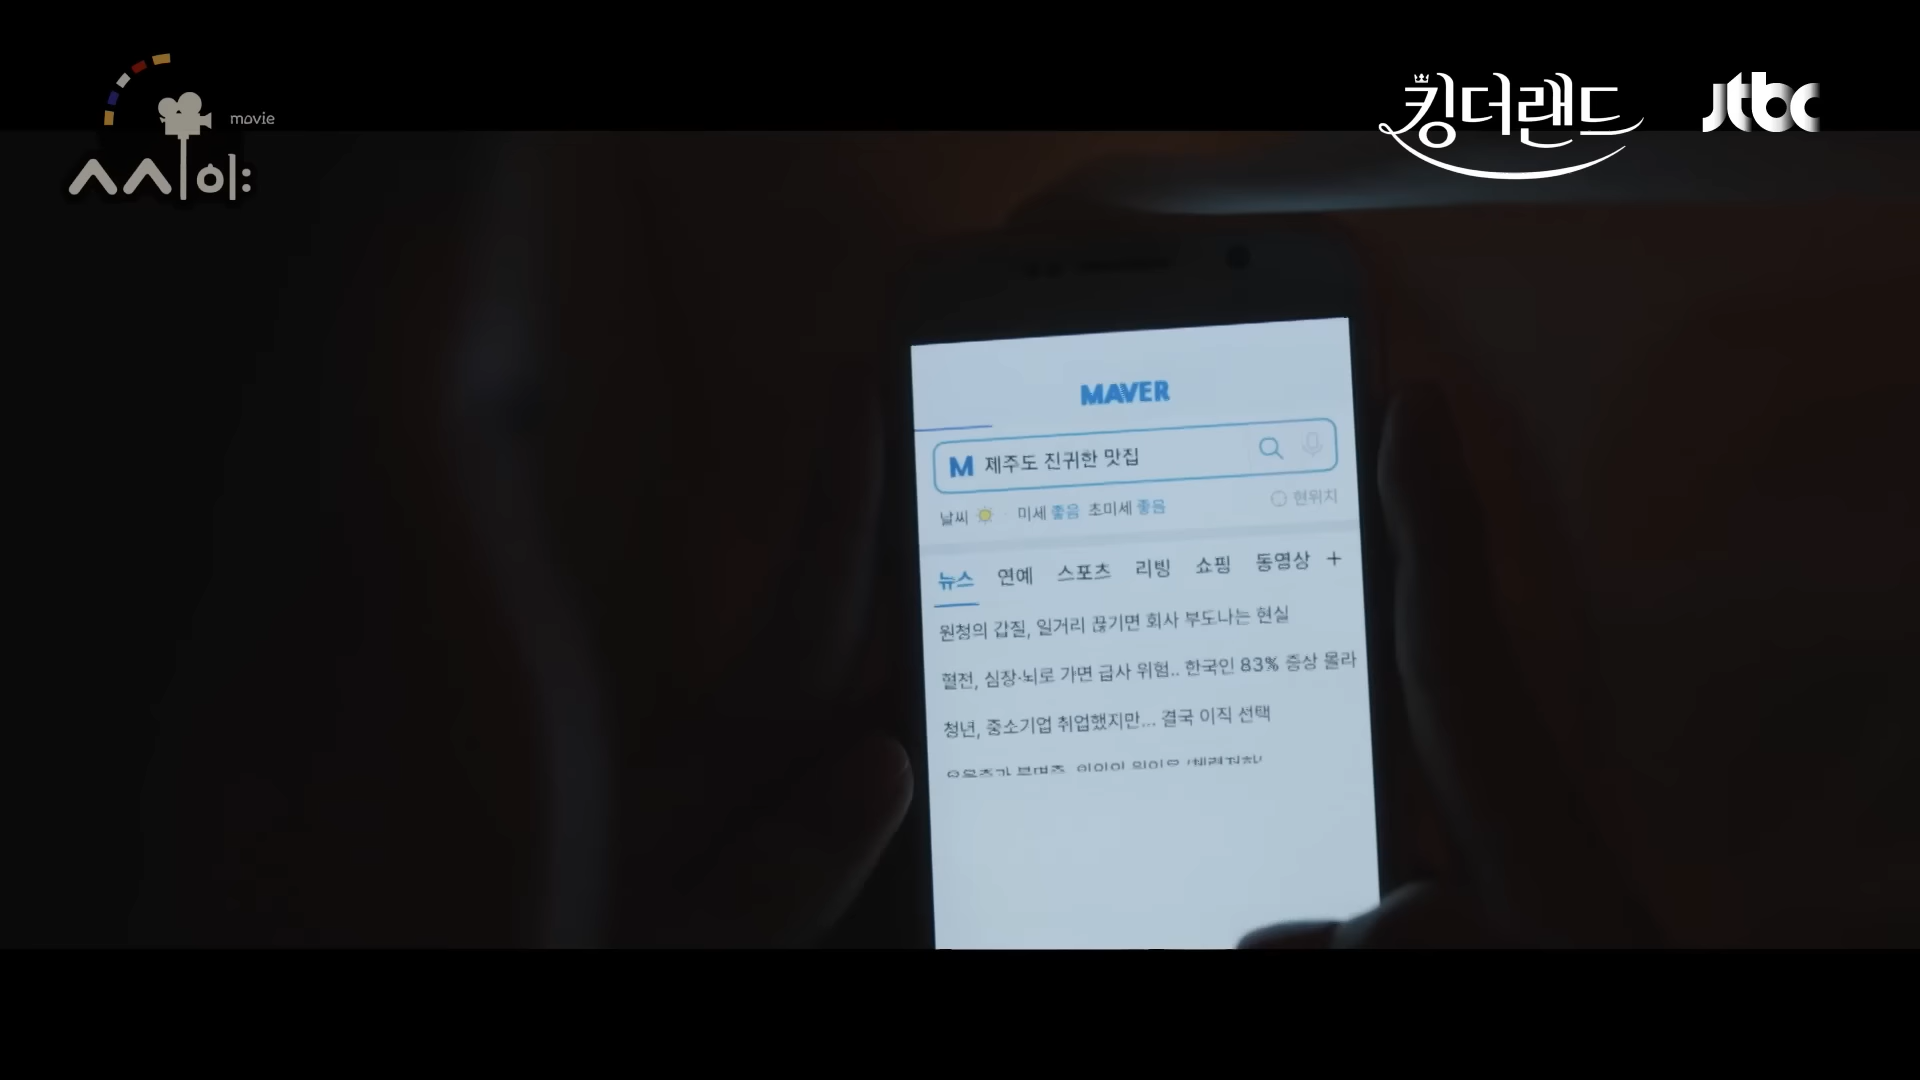 movie
ㅅㅅㅣ야:
킹더랜드
jtbc
MAVER
M 제주도 진귀한 맛집
날씨 미세 좋음 초미세 좋음 현위치
뉴스 연예 스포츠 리빙 쇼핑 동영상 +
원청의 갑질, 일거리 끊기면 회사 부도나는 현실
혈전, 심장·뇌로 가면 급사 위험.. 한국인 83% 증상 몰라
청년, 중소기업 취업했지만... 결국 이직 선택